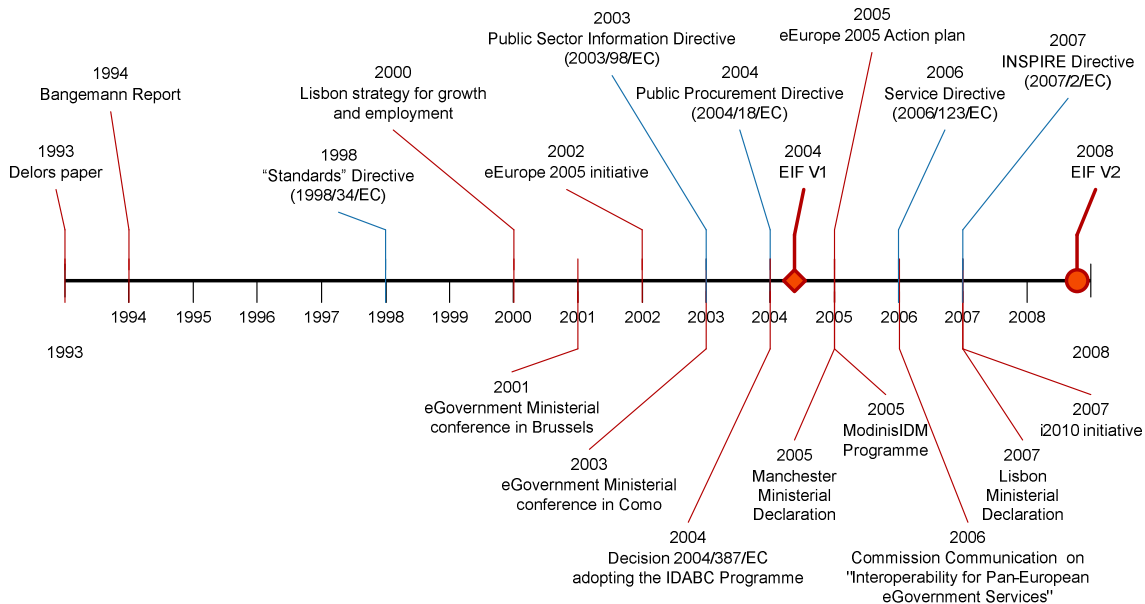 2003
Public Sector Information Directive
(2003/98/EC)
2005
eEurope 2005 Action plan
2007
INSPIRE Directive
(2007/2/EC)
1994
Bangemann Report
2000
Lisbon strategy for growth
and employment
2004
Public Procurement Directive
(2004/18/EC)
2006
Service Directive
(2006/123/EC)
1993
Delors paper
1998
“Standards” Directive
(1998/34/EC)
2002
eEurope 2005 initiative
2004
EIF V1
2008
EIF V2
1994 1995 1996 1997 1998 1999 2000 2001 2002 2003 2004 2005 2006 2007 2008
1993 2008
2001
eGovernment Ministerial
conference in Brussels
2003
eGovernment Ministerial
conference in Como
2004
Decision 2004/387/EC
adopting the IDABC Programme
2005
Manchester
Ministerial
Declaration
2005
ModinisIDM
Programme
2006
Commission Communication on
"Interoperability for Pan-European
eGovernment Services"
2007
Lisbon
Ministerial
Declaration
2007
i2010 initiative